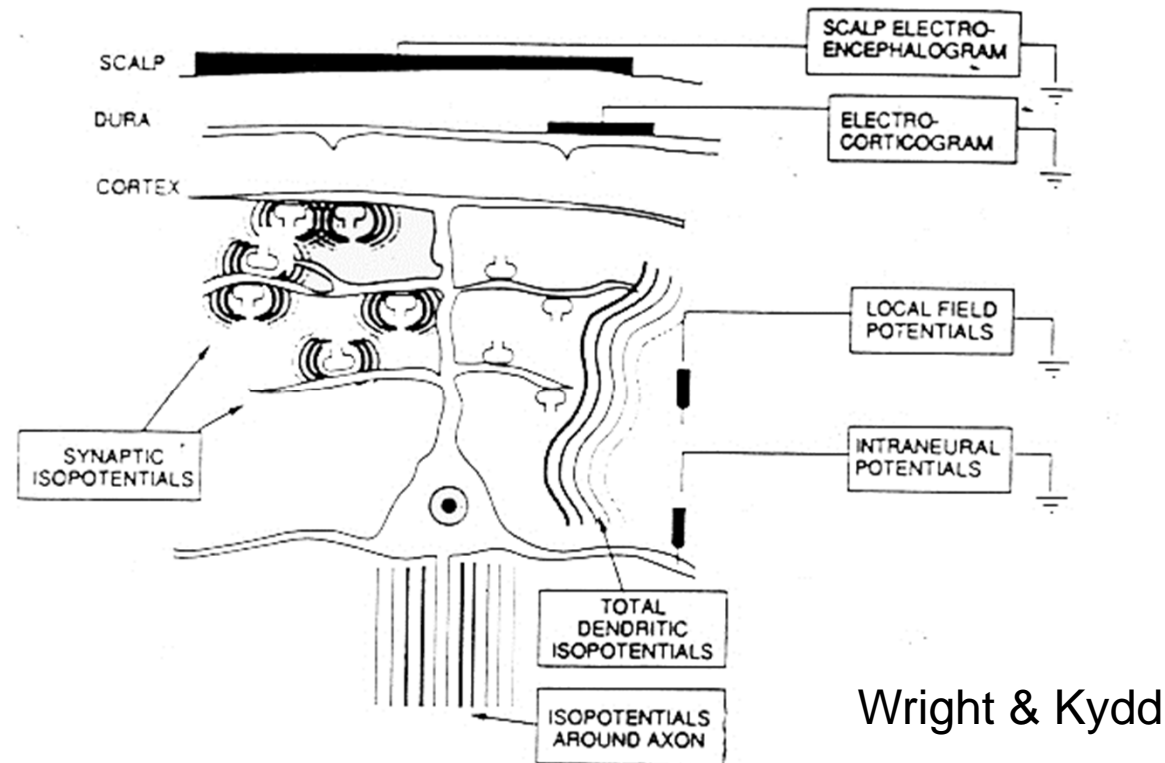 SCALP ELECTRO-
ENCEPHALOGRAM
SCALP
DURA
ELECTRO-
CORTICOGRAM
CORTEX
LOCAL FIELD
POTENTIALS
SYNAPTIC
ISOPOTENTIALS
INTRANEURAL
POTENTIALS
TOTAL
DENDRITIC
ISOPOTENTIALS
ISOPOTENTIALS
AROUND AXON
Wright & Kydd